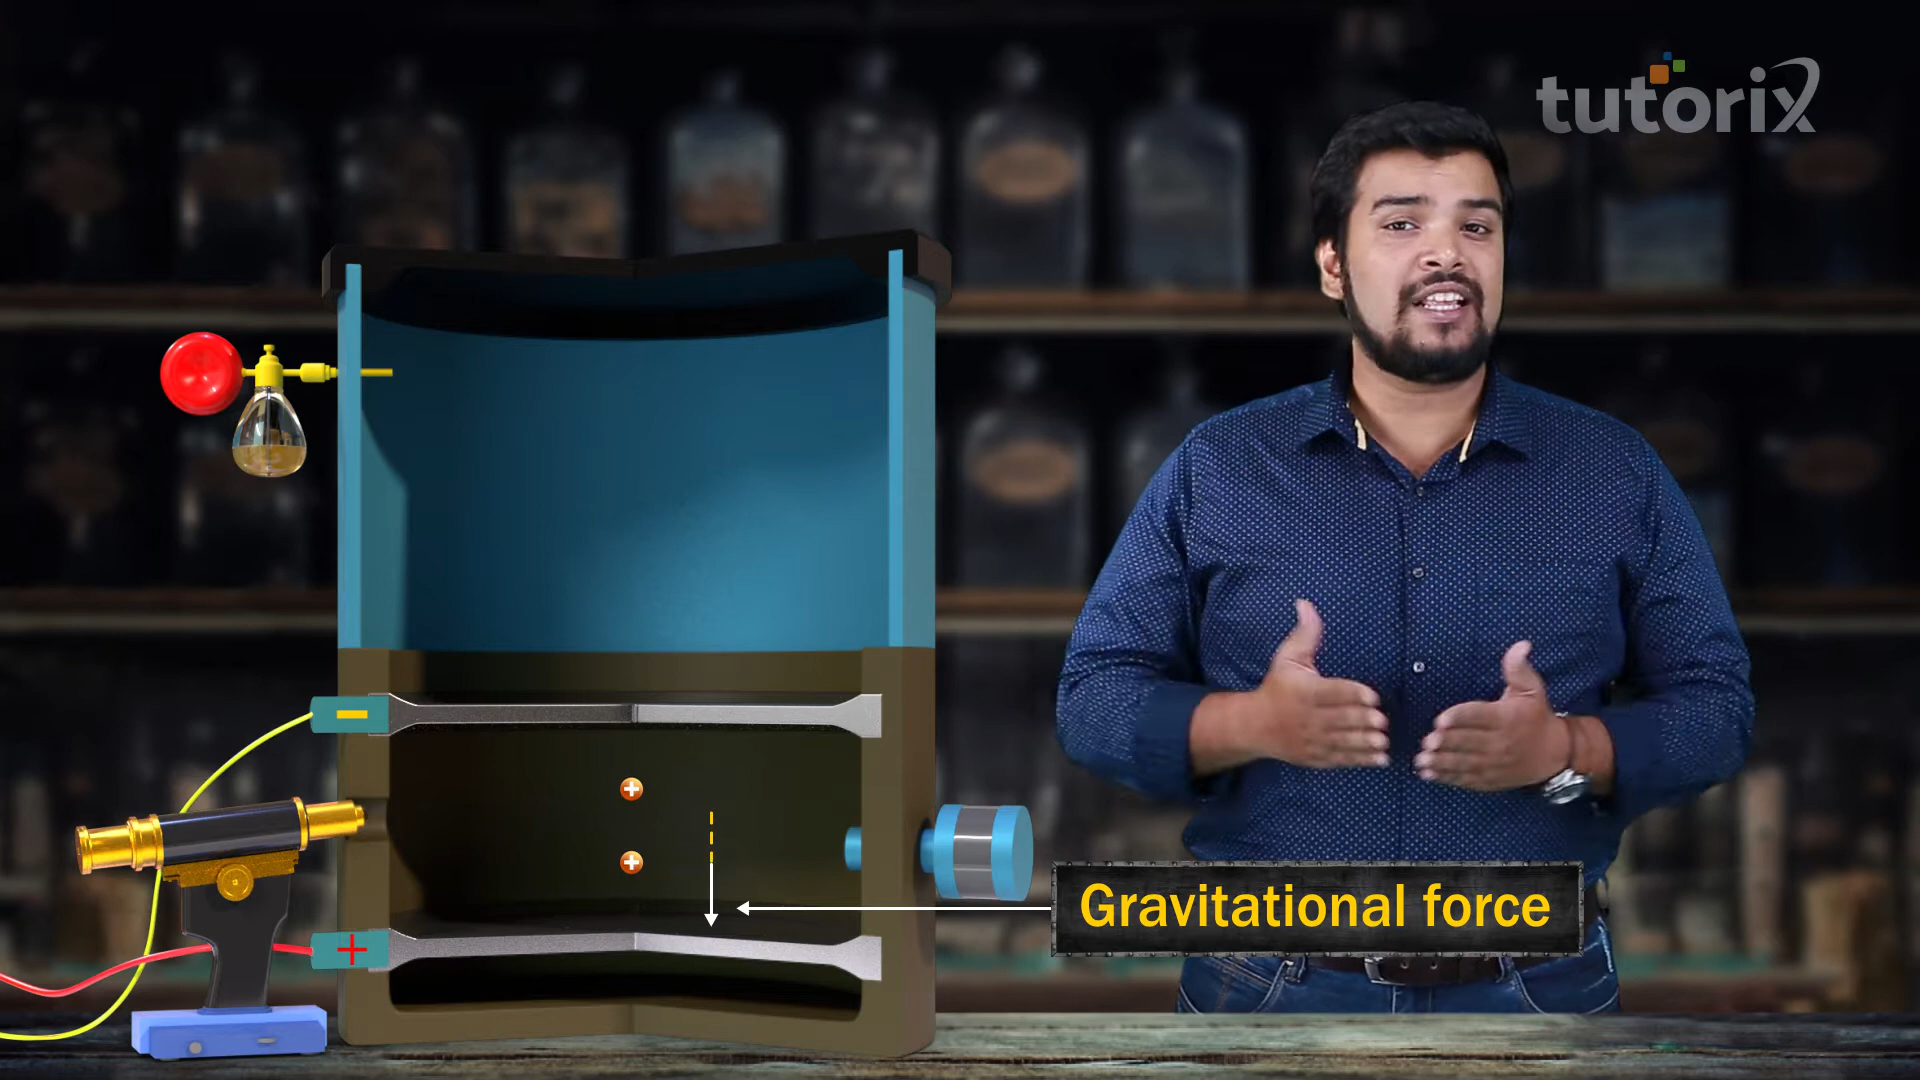 tutorix
−
+
+
+
Gravitational force